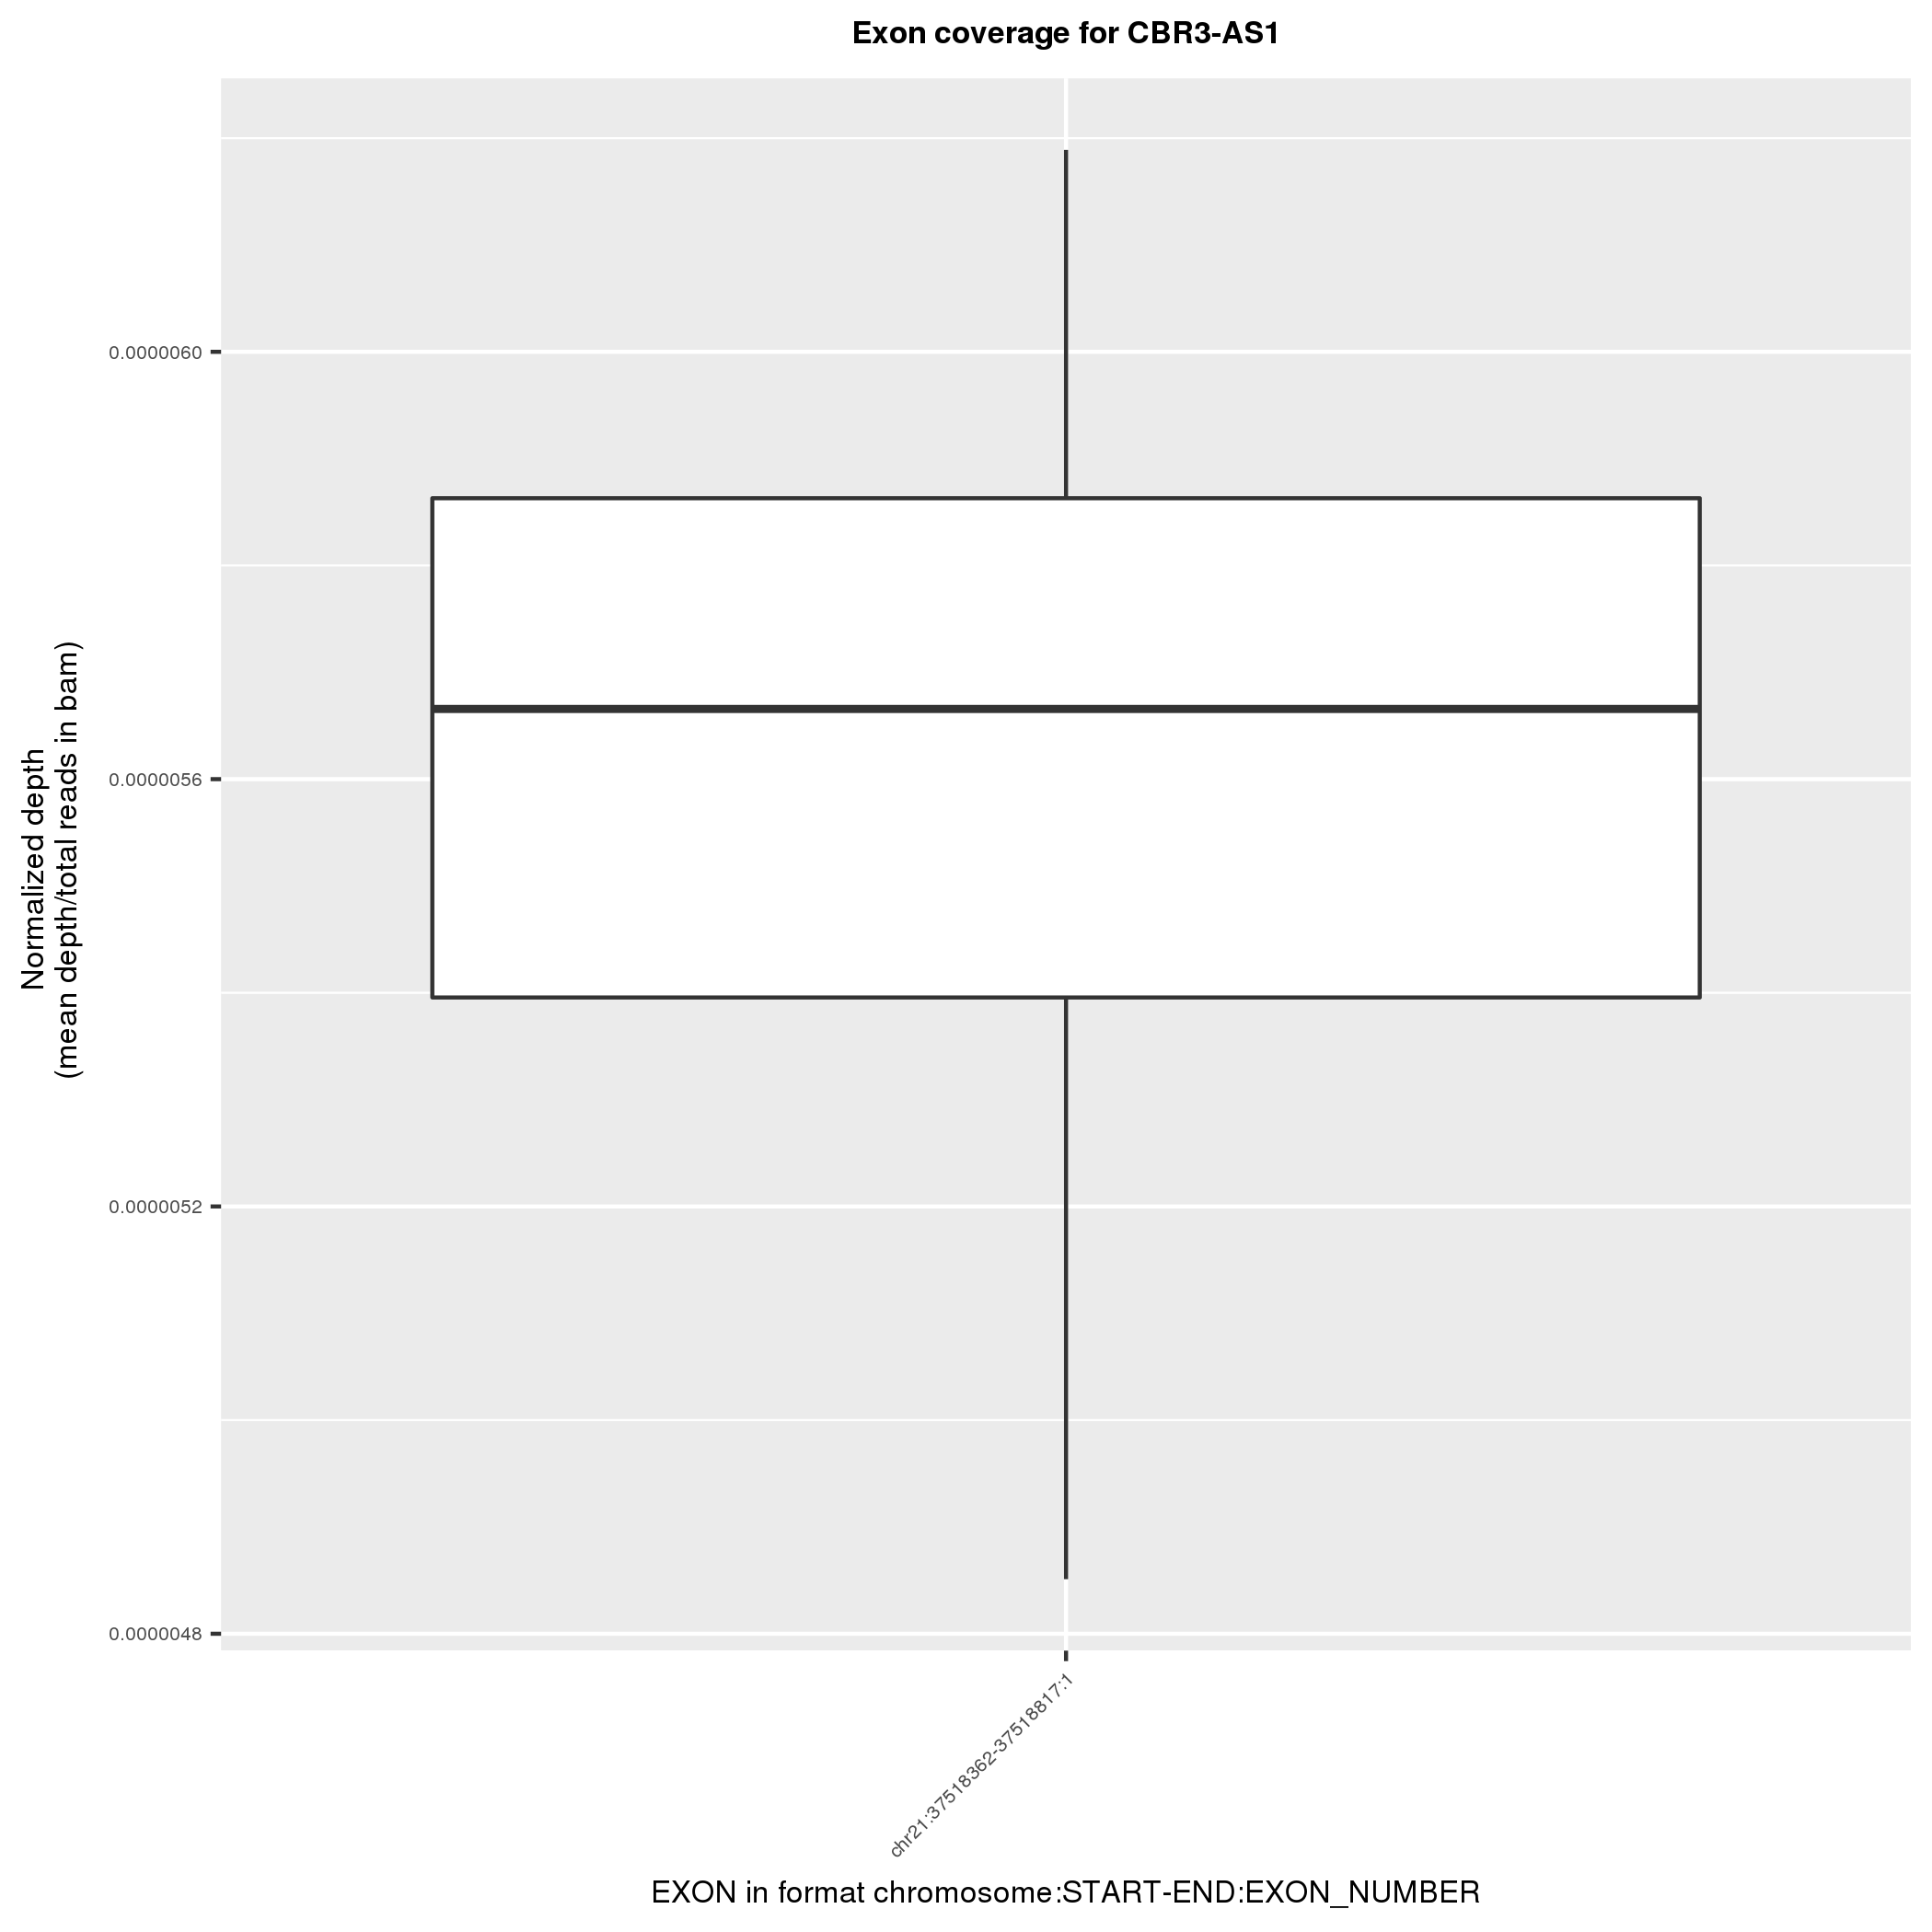 Exon coverage for CBR3-AS1
Normalized depth
(mean depth/total reads in bam)
0.0000060
0.0000056
0.0000052
0.0000048
chr21:37518362-37518817:1
EXON in format chromosome:START-END:EXON_NUMBER